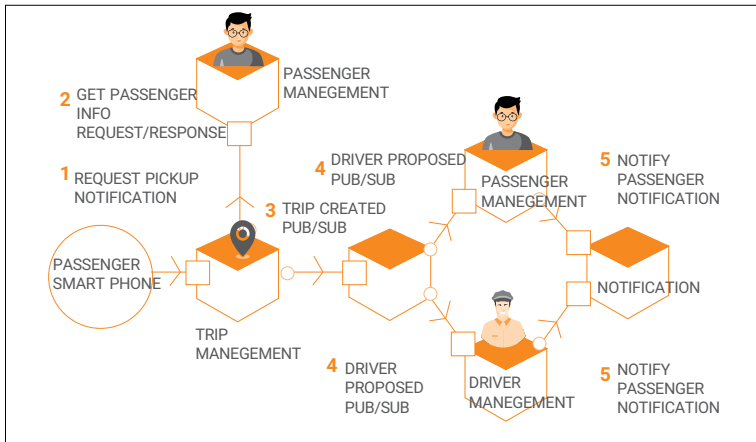 PASSENGER
MANEGEMENT
2 GET PASSENGER
INFO
REQUEST/RESPONSE
1 REQUEST PICKUP
NOTIFICATION
3 TRIP CREATED
PUB/SUB
4 DRIVER PROPOSED
PUB/SUB
PASSENGER
MANEGEMENT
5 NOTIFY
PASSENGER
NOTIFICATION
PASSENGER
SMART PHONE
TRIP
MANEGEMENT
NOTIFICATION
4 DRIVER
PROPOSED
PUB/SUB
DRIVER
MANEGEMENT
5 NOTIFY
PASSENGER
NOTIFICATION